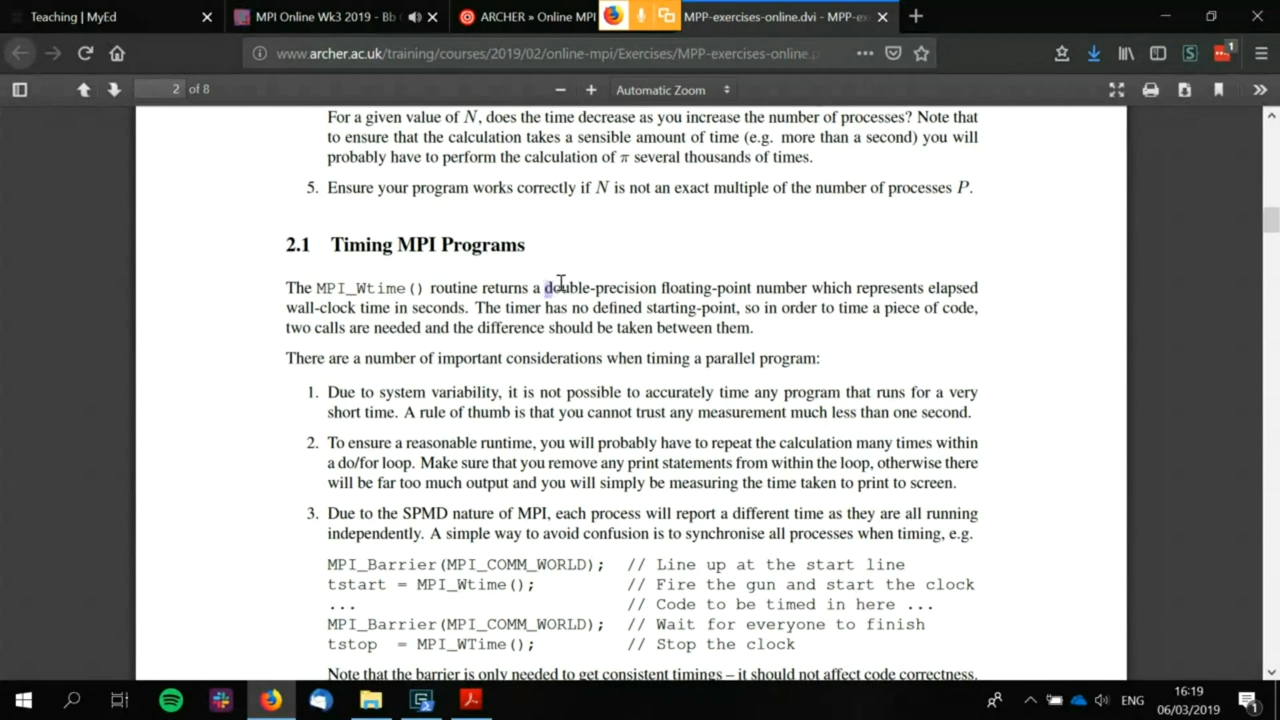 Teaching | MyEd
MPI Online Wk3 2019 - Bb C
ARCHER » Online MPI
MPP-exercises-online.dvi - MPP-ex
www.archer.ac.uk/training/courses/2019/02/online-mpi/Exercises/MPP-exercises-online.p
1
2 of 8
Automatic Zoom
For a given value of N, does the time decrease as you increase the number of processes? Note that
to ensure that the calculation takes a sensible amount of time (e.g. more than a second) you will
probably have to perform the calculation of π several thousands of times.
5. Ensure your program works correctly if N is not an exact multiple of the number of processes P.
2.1 Timing MPI Programs
The MPI_Wtime() routine returns a double-precision floating-point number which represents elapsed
wall-clock time in seconds. The timer has no defined starting-point, so in order to time a piece of code,
two calls are needed and the difference should be taken between them.
There are a number of important considerations when timing a parallel program:
1. Due to system variability, it is not possible to accurately time any program that runs for a very
short time. A rule of thumb is that you cannot trust any measurement much less than one second.
2. To ensure a reasonable runtime, you will probably have to repeat the calculation many times within
a do/for loop. Make sure that you remove any print statements from within the loop, otherwise there
will be far too much output and you will simply be measuring the time taken to print to screen.
3. Due to the SPMD nature of MPI, each process will report a different time as they are all running
independently. A simple way to avoid confusion is to synchronise all processes when timing, e.g.
MPI_Barrier(MPI_COMM_WORLD); // Line up at the start line
tstart = MPI_Wtime(); // Fire the gun and start the clock
... // Code to be timed in here ...
MPI_Barrier(MPI_COMM_WORLD); // Wait for everyone to finish
tstop = MPI_WTime(); // Stop the clock
Note that the barrier is only needed to get consistent timings – it should not affect code correctness.
ENG
16:19
06/03/2019
1